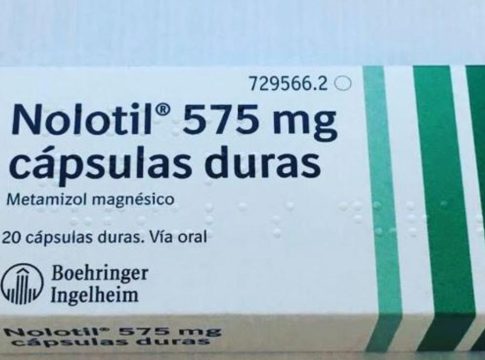 729566.2
Nolotil® 575 mg
cápsulas duras
Metamizol magnésico
20 cápsulas duras. Vía oral
Boehringer
Ingelheim
Nolotil® 575 mg